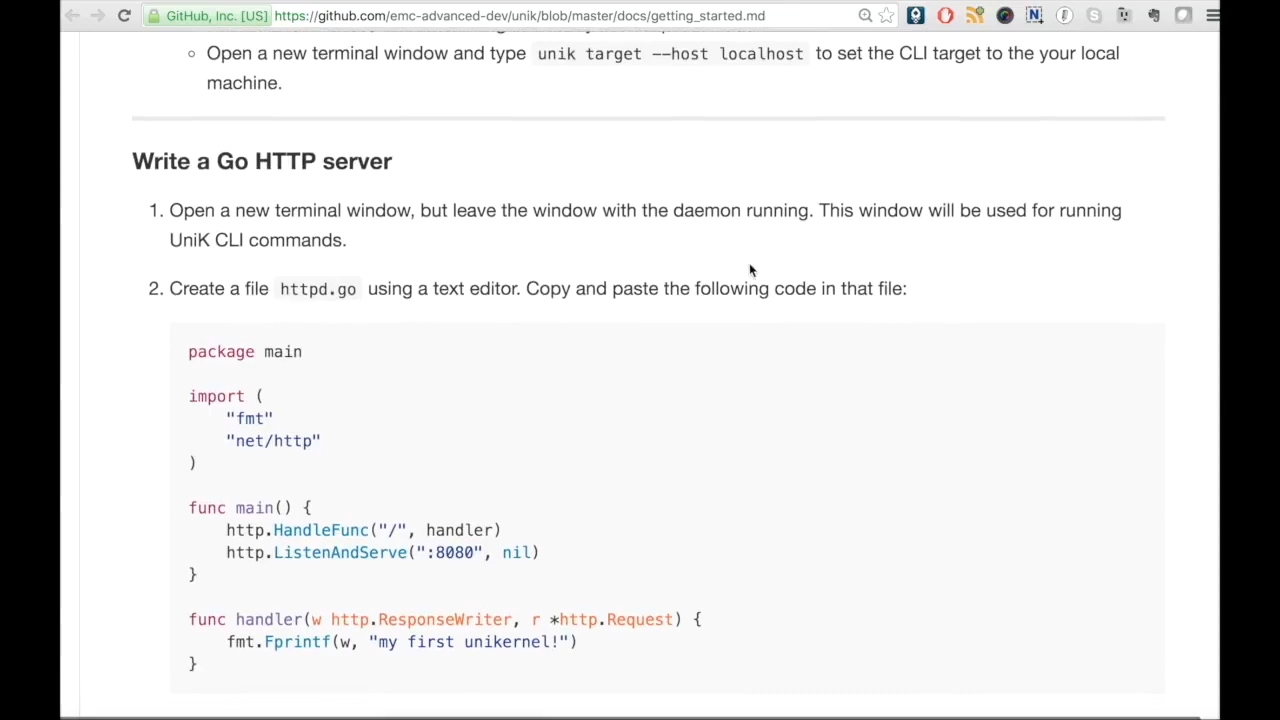 GitHub, Inc. [US] https://github.com/emc-advanced-dev/unik/blob/master/docs/getting_started.md
Open a new terminal window and type unik target --host localhost to set the CLI target to the your local
machine.
Write a Go HTTP server
1. Open a new terminal window, but leave the window with the daemon running. This window will be used for running
UniK CLI commands.
2. Create a file httpd.go using a text editor. Copy and paste the following code in that file:
package main
import (
"fmt"
"net/http"
)
func main() {
http.HandleFunc("/", handler)
http.ListenAndServe(":8080", nil)
}
func handler(w http.ResponseWriter, r *http.Request) {
fmt.Fprintf(w, "my first unikernel!")
}